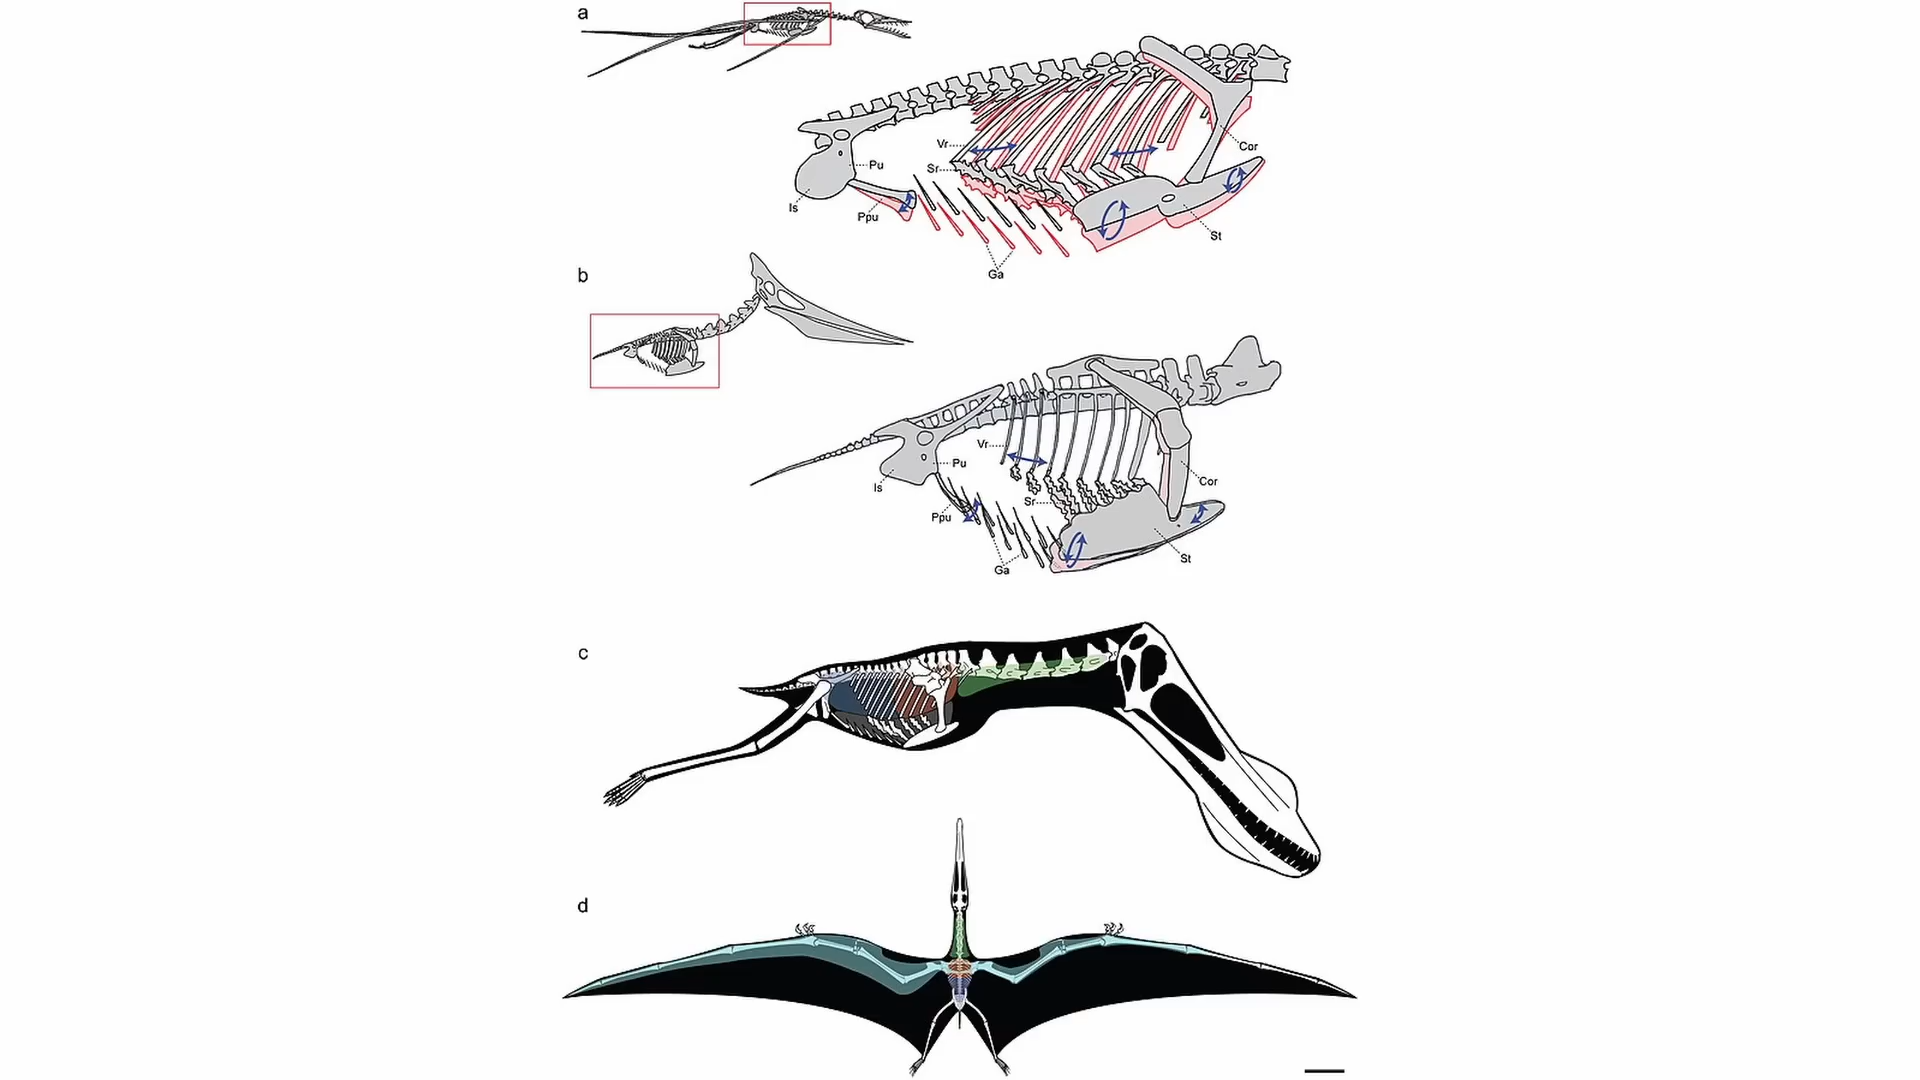 a
Vr
Cor
Pu
Sr
Is
Ppu
St
Ga
b
Vr
Pu
Cor
Is
Sr
Ppu
St
Ga
c
d